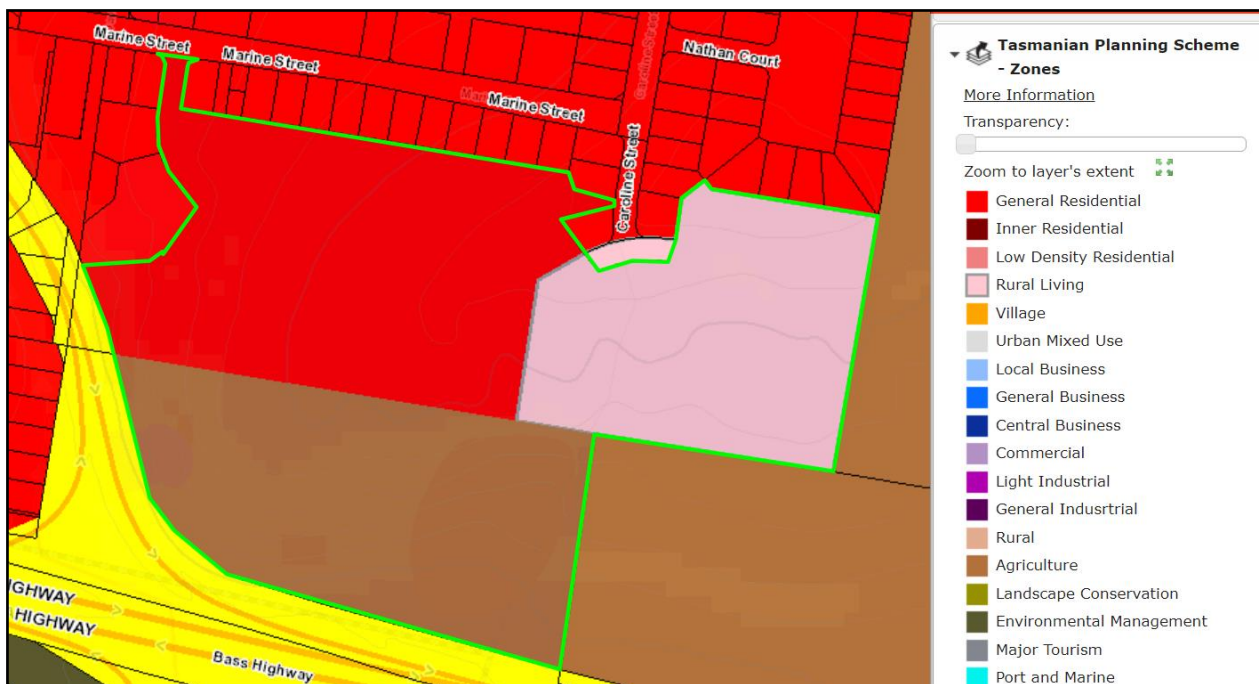 Marine Street
Marine Street
Marine Street
Caroline Street
Nathan Court
Caroline Street
HIGHWAY
HIGHWAY
Bass Highway
Tasmanian Planning Scheme
- Zones
More Information
Transparency:
Zoom to layer's extent
General Residential
Inner Residential
Low Density Residential
Rural Living
Village
Urban Mixed Use
Local Business
General Business
Central Business
Commercial
Light Industrial
General Indusrtrial
Rural
Agriculture
Landscape Conservation
Environmental Management
Major Tourism
Port and Marine